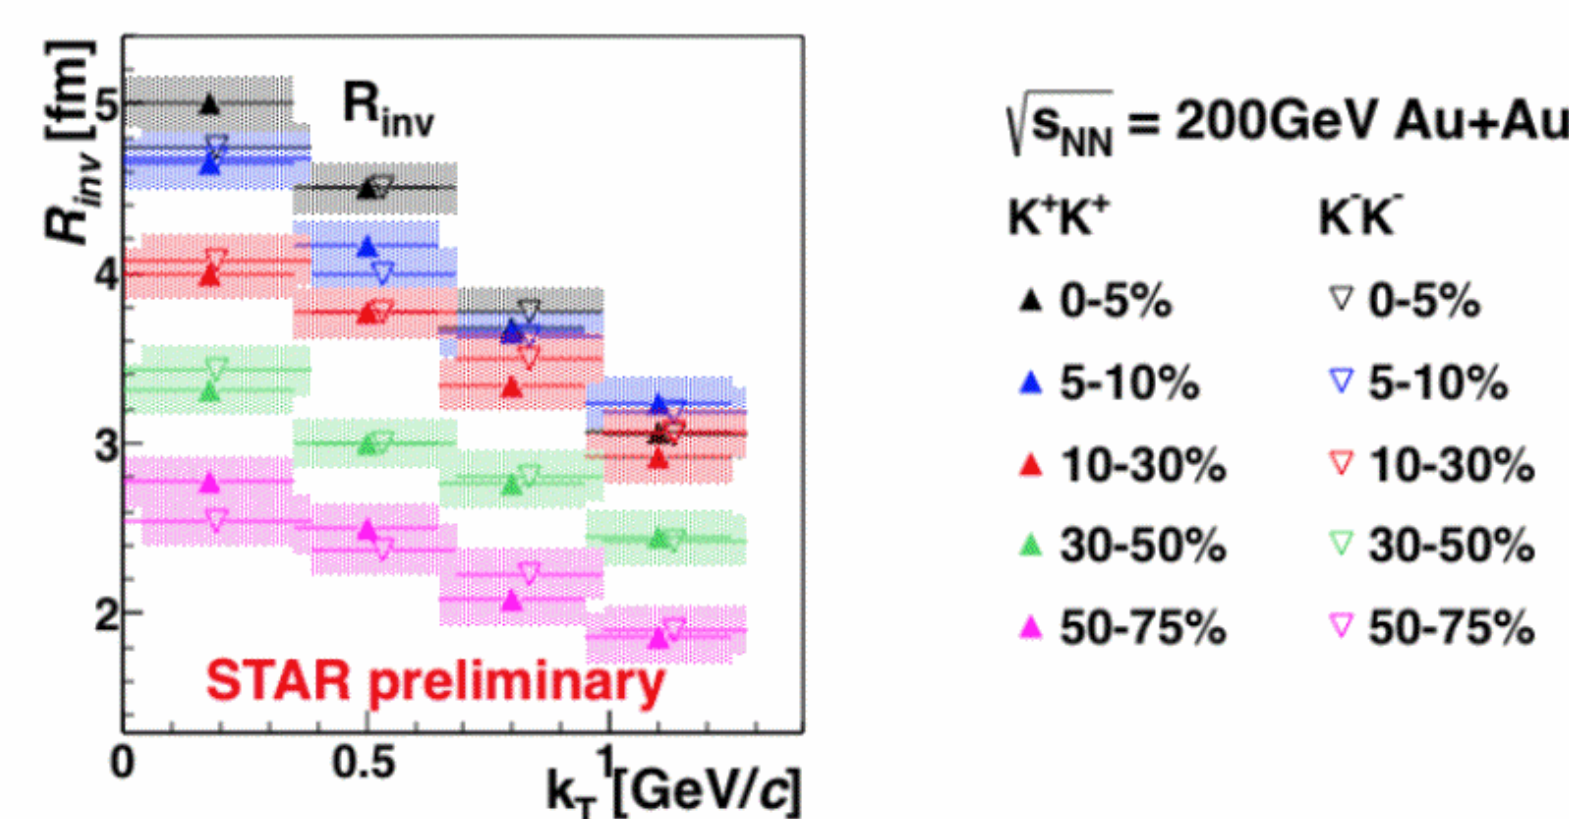 R_inv [fm]
5
4
3
2
R_inv
STAR preliminary
0 0.5 1
k_T [GeV/c]
√s_NN = 200GeV Au+Au
K⁺K⁺ K⁻K⁻
▲ 0-5% ▽ 0-5%
▲ 5-10% ▽ 5-10%
▲ 10-30% ▽ 10-30%
▲ 30-50% ▽ 30-50%
▲ 50-75% ▽ 50-75%